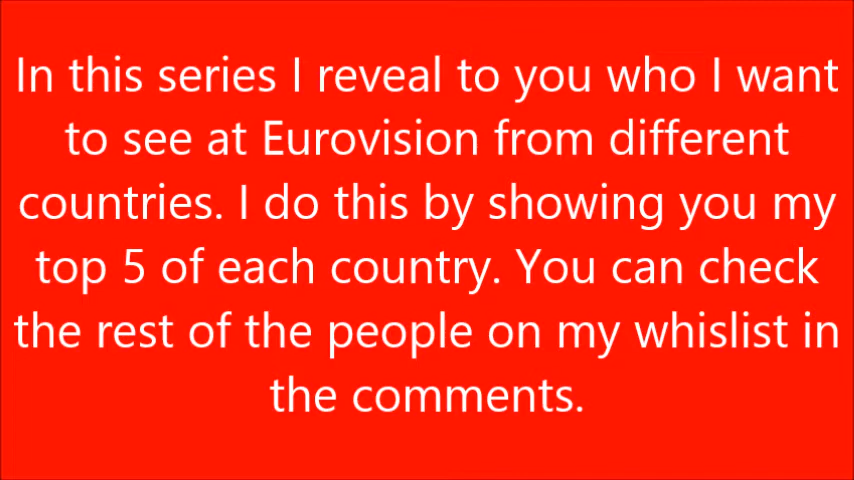 In this series I reveal to you who I want
to see at Eurovision from different
countries. I do this by showing you my
top 5 of each country. You can check
the rest of the people on my whislist in
the comments.